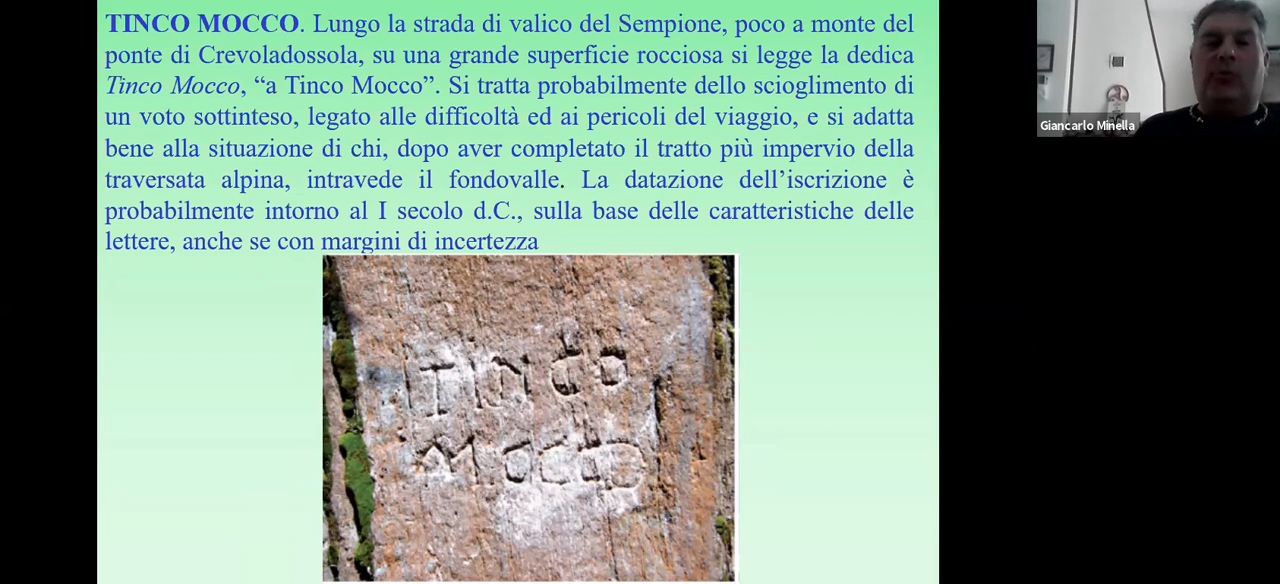 TINCO MOCCO. Lungo la strada di valico del Sempione, poco a monte del
ponte di Crevoladossola, su una grande superficie rocciosa si legge la dedica
Tinco Mocco, “a Tinco Mocco”. Si tratta probabilmente dello scioglimento di
un voto sottinteso, legato alle difficoltà ed ai pericoli del viaggio, e si adatta
bene alla situazione di chi, dopo aver completato il tratto più impervio della
traversata alpina, intravede il fondovalle. La datazione dell’iscrizione è
probabilmente intorno al I secolo d.C., sulla base delle caratteristiche delle
lettere, anche se con margini di incertezza
TINCO
MOCCO
Giancarlo Minella